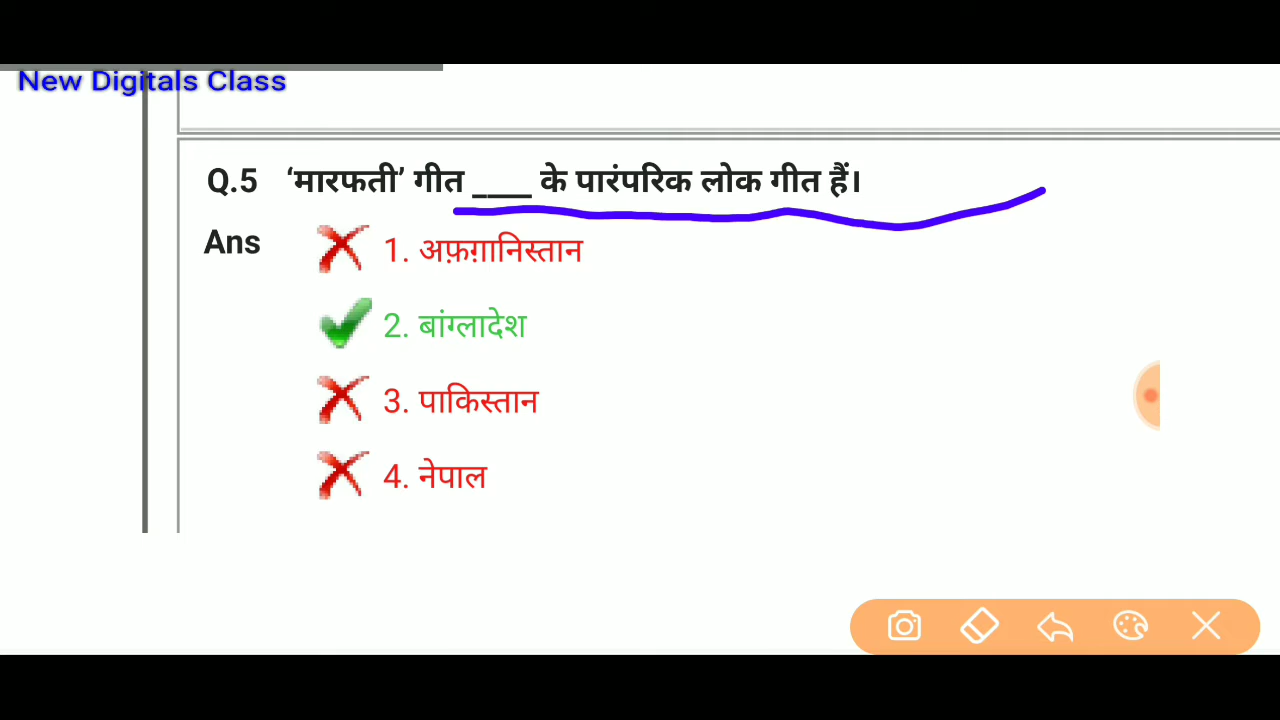 New Digitals Class
Q.5 ‘मारफती’ गीत ____ के पारंपरिक लोक गीत हैं।
Ans 1. अफ़ग़ानिस्तान
2. बांग्लादेश
3. पाकिस्तान
4. नेपाल